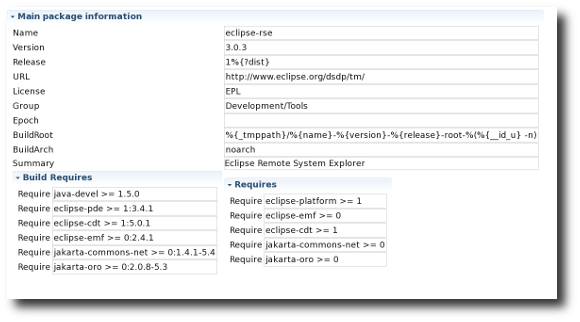 Main package information
Name eclipse-rse
Version 3.0.3
Release 1%{?dist}
URL http://www.eclipse.org/dsdp/tm/
License EPL
Group Development/Tools
Epoch
BuildRoot %{_tmppath}/%{name}-%{version}-%{release}-root-%(%{__id_u} -n)
BuildArch noarch
Summary Eclipse Remote System Explorer
Build Requires
Require java-devel >= 1.5.0
Require eclipse-pde >= 1:3.4.1
Require eclipse-cdt >= 1:5.0.1
Require eclipse-emf >= 0:2.4.1
Require jakarta-commons-net >= 0:1.4.1-5.4
Require jakarta-oro >= 0:2.0.8-5.3
Requires
Require eclipse-platform >= 1
Require eclipse-emf >= 0
Require eclipse-cdt >= 1
Require jakarta-commons-net >= 0
Require jakarta-oro >= 0